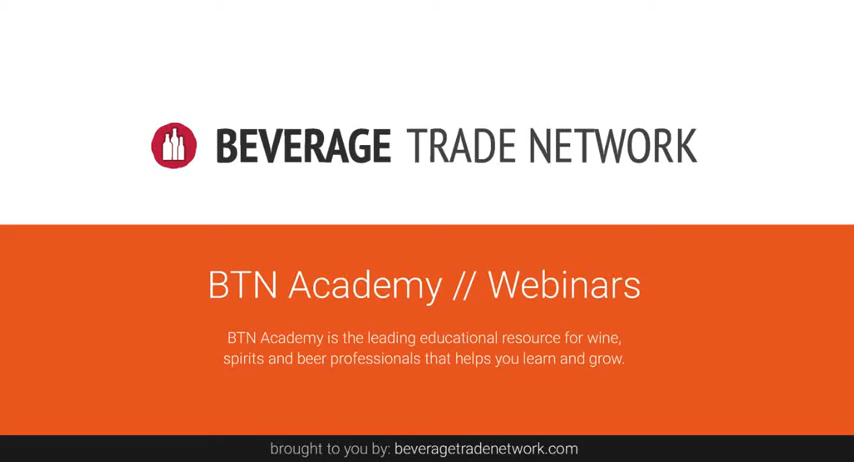 BEVERAGE TRADE NETWORK
BTN Academy // Webinars
BTN Academy is the leading educational resource for wine,
spirits and beer professionals that helps you learn and grow.
brought to you by: beveragetradenetwork.com